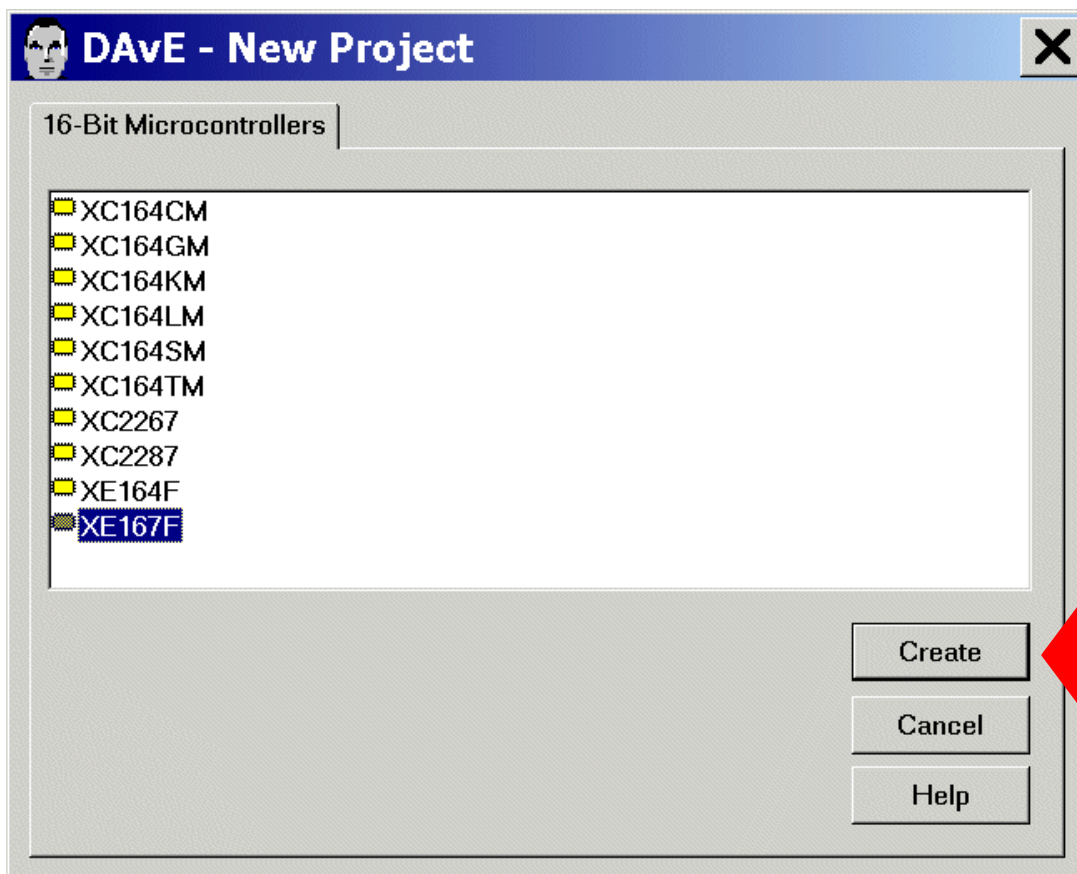 DAvE - New Project
16-Bit Microcontrollers
XC164CM
XC164GM
XC164KM
XC164LM
XC164SM
XC164TM
XC2267
XC2287
XE164F
XE167F
Create
Cancel
Help